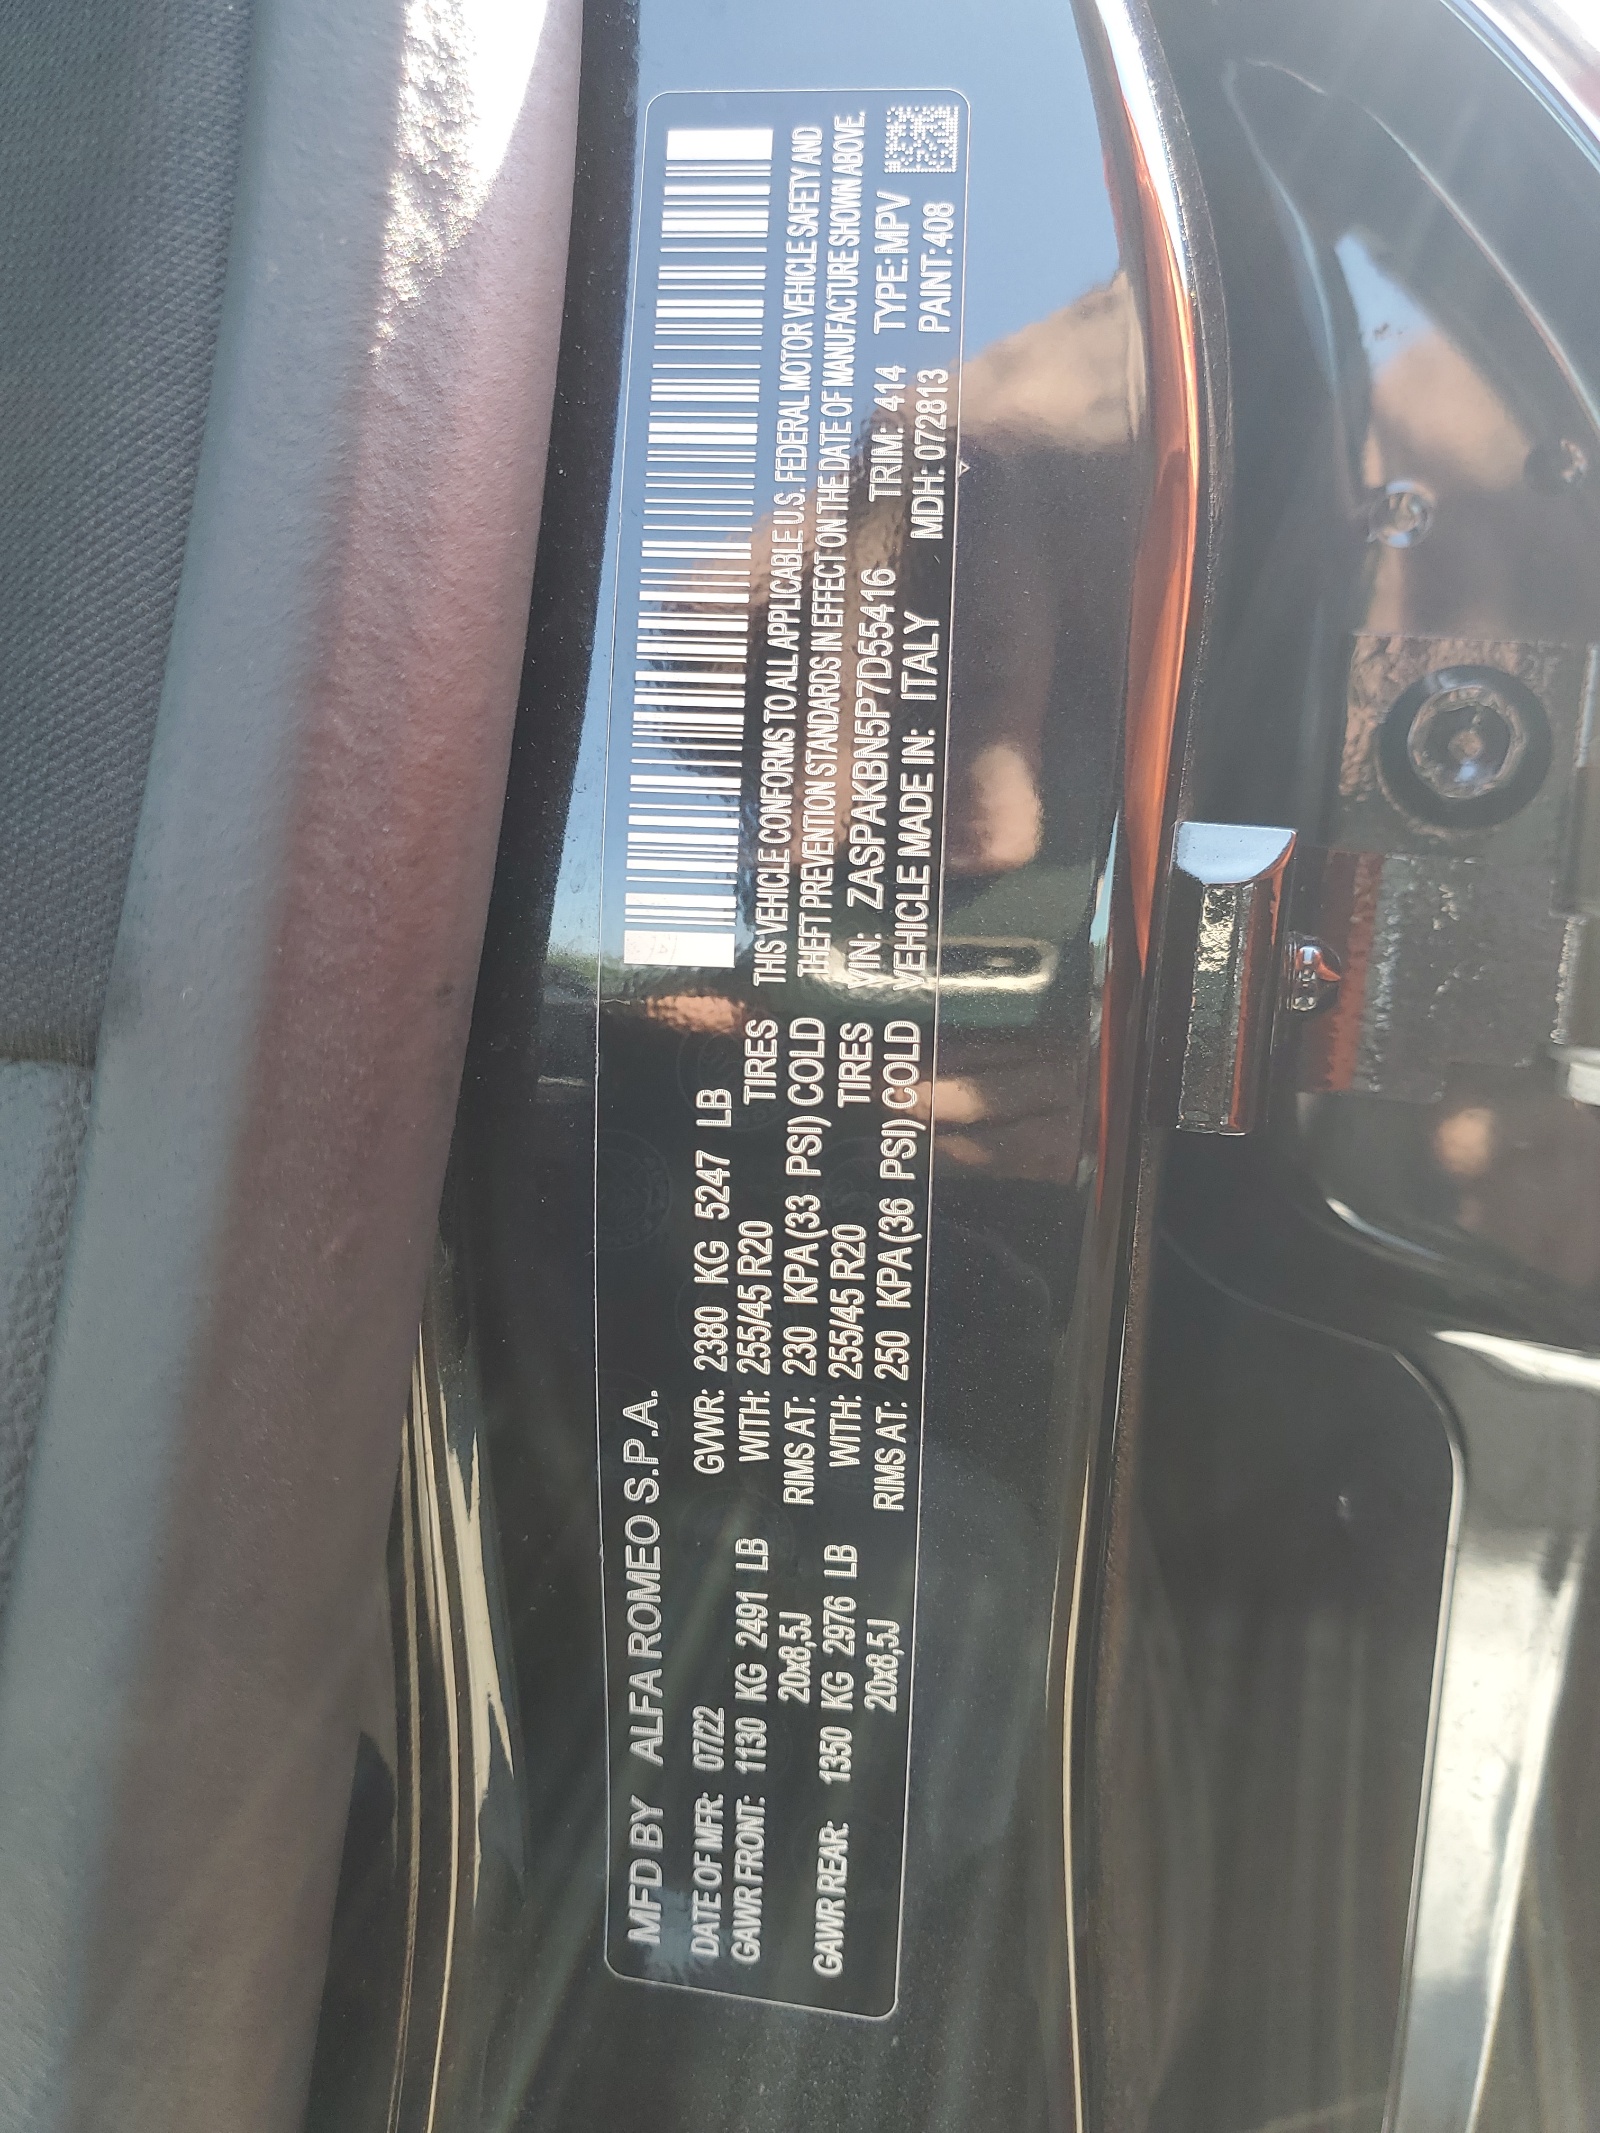 MFD BY ALFA ROMEO S.P.A.
DATE OF MFR: 07/22 GVWR: 2380 KG 5247 LB
GAWR FRONT: 1130 KG 2491 LB WITH: 255/45 R20 TIRES
20x8,5J RIMS AT: 230 KPA(33 PSI) COLD
GAWR REAR: 1350 KG 2976 LB WITH: 255/45 R20 TIRES
20x8,5J RIMS AT: 250 KPA(36 PSI) COLD
THIS VEHICLE CONFORMS TO ALL APPLICABLE U.S. FEDERAL MOTOR VEHICLE SAFETY AND
THEFT PREVENTION STANDARDS IN EFFECT ON THE DATE OF MANUFACTURE SHOWN ABOVE.
VIN: ZASPAKBN5P7D55416 TRIM: 414 TYPE:MPV
VEHICLE MADE IN: ITALY MDH: 072813 PAINT:408